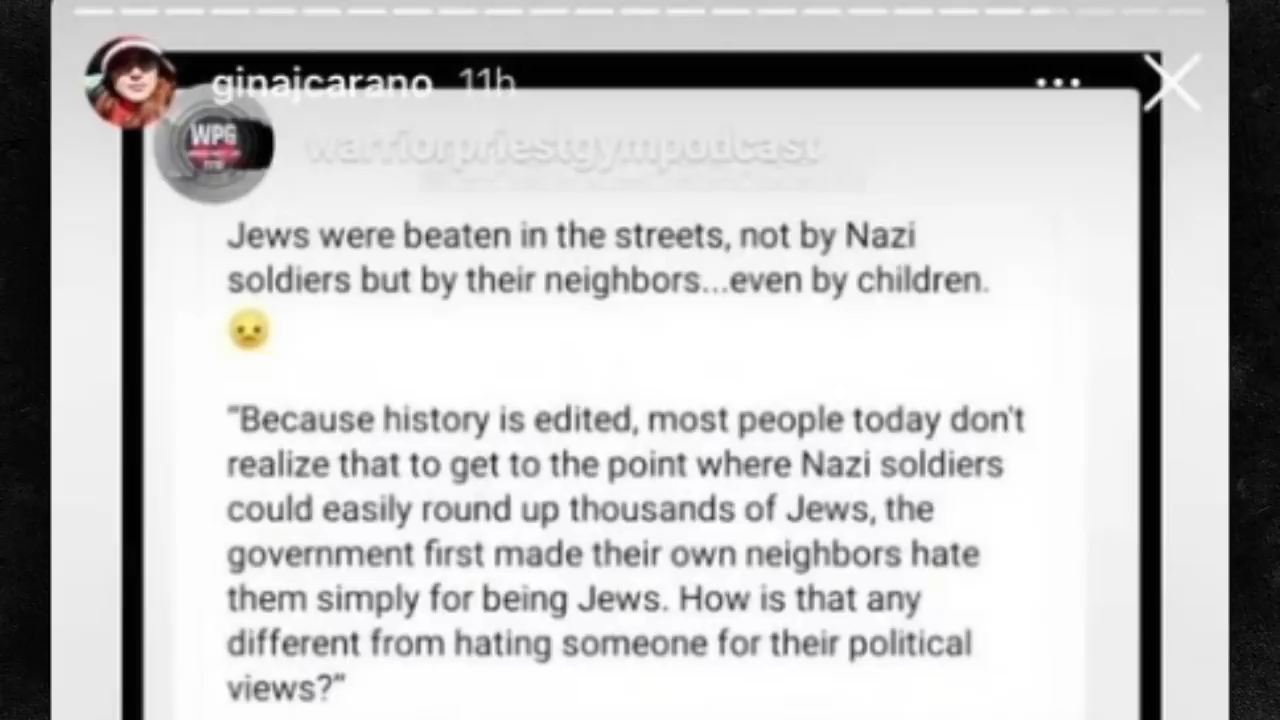 ginajcarano 11h
WPG
warriorpriestgympodcast
Jews were beaten in the streets, not by Nazi
soldiers but by their neighbors...even by children.
"Because history is edited, most people today don't
realize that to get to the point where Nazi soldiers
could easily round up thousands of Jews, the
government first made their own neighbors hate
them simply for being Jews. How is that any
different from hating someone for their political
views?"